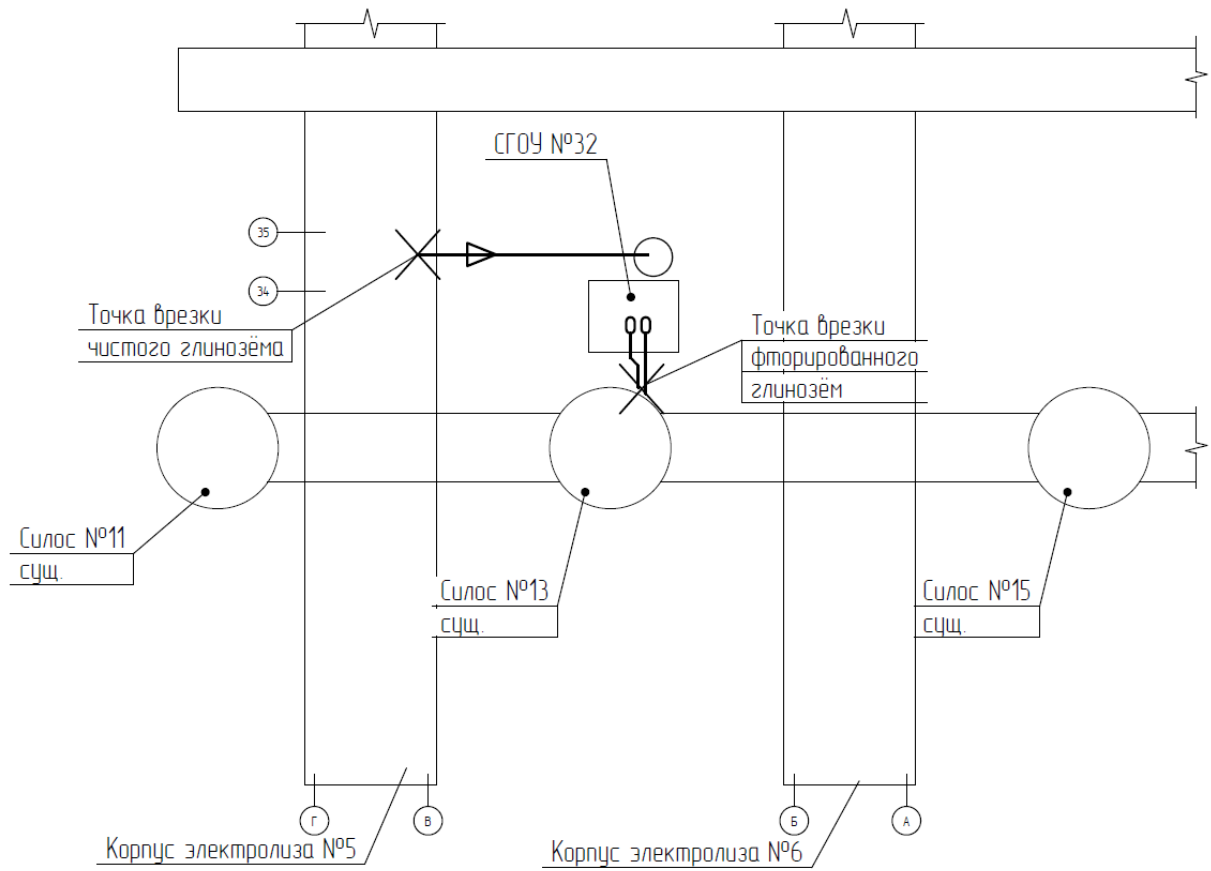 СГОУ №32
35
34
Точка врезки
чистого глинозёма
Точка врезки
фторированного
глинозём
Силос №11
сущ.
Силос №13
сущ.
Силос №15
сущ.
Г
В
Б
А
Корпус электролиза №5
Корпус электролиза №6